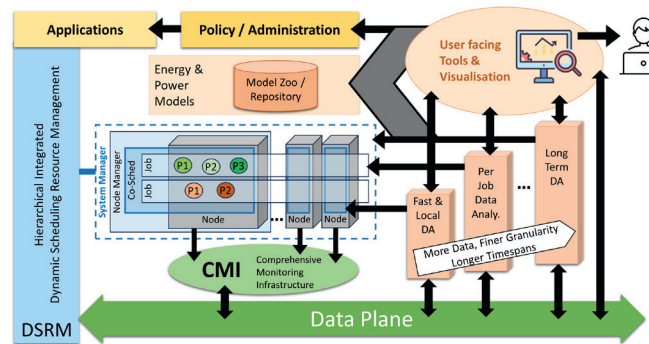 Applications
Policy / Administration
User facing
Tools &
Visualisation
Energy &
Power
Models
Model Zoo /
Repository
Hierarchical Integrated
Dynamic Scheduling Resource Management
DSRM
System Manager
Node Manager
Co-Sched
Job
P1
P2
P3
Job
P1
P2
Node
...
Node
Node
Fast &
Local
DA
Per
Job
Data
Analy.
...
Long
Term
DA
More Data, Finer Granularity
Longer Timespans
CMI
Comprehensive
Monitoring
Infrastructure
Data Plane